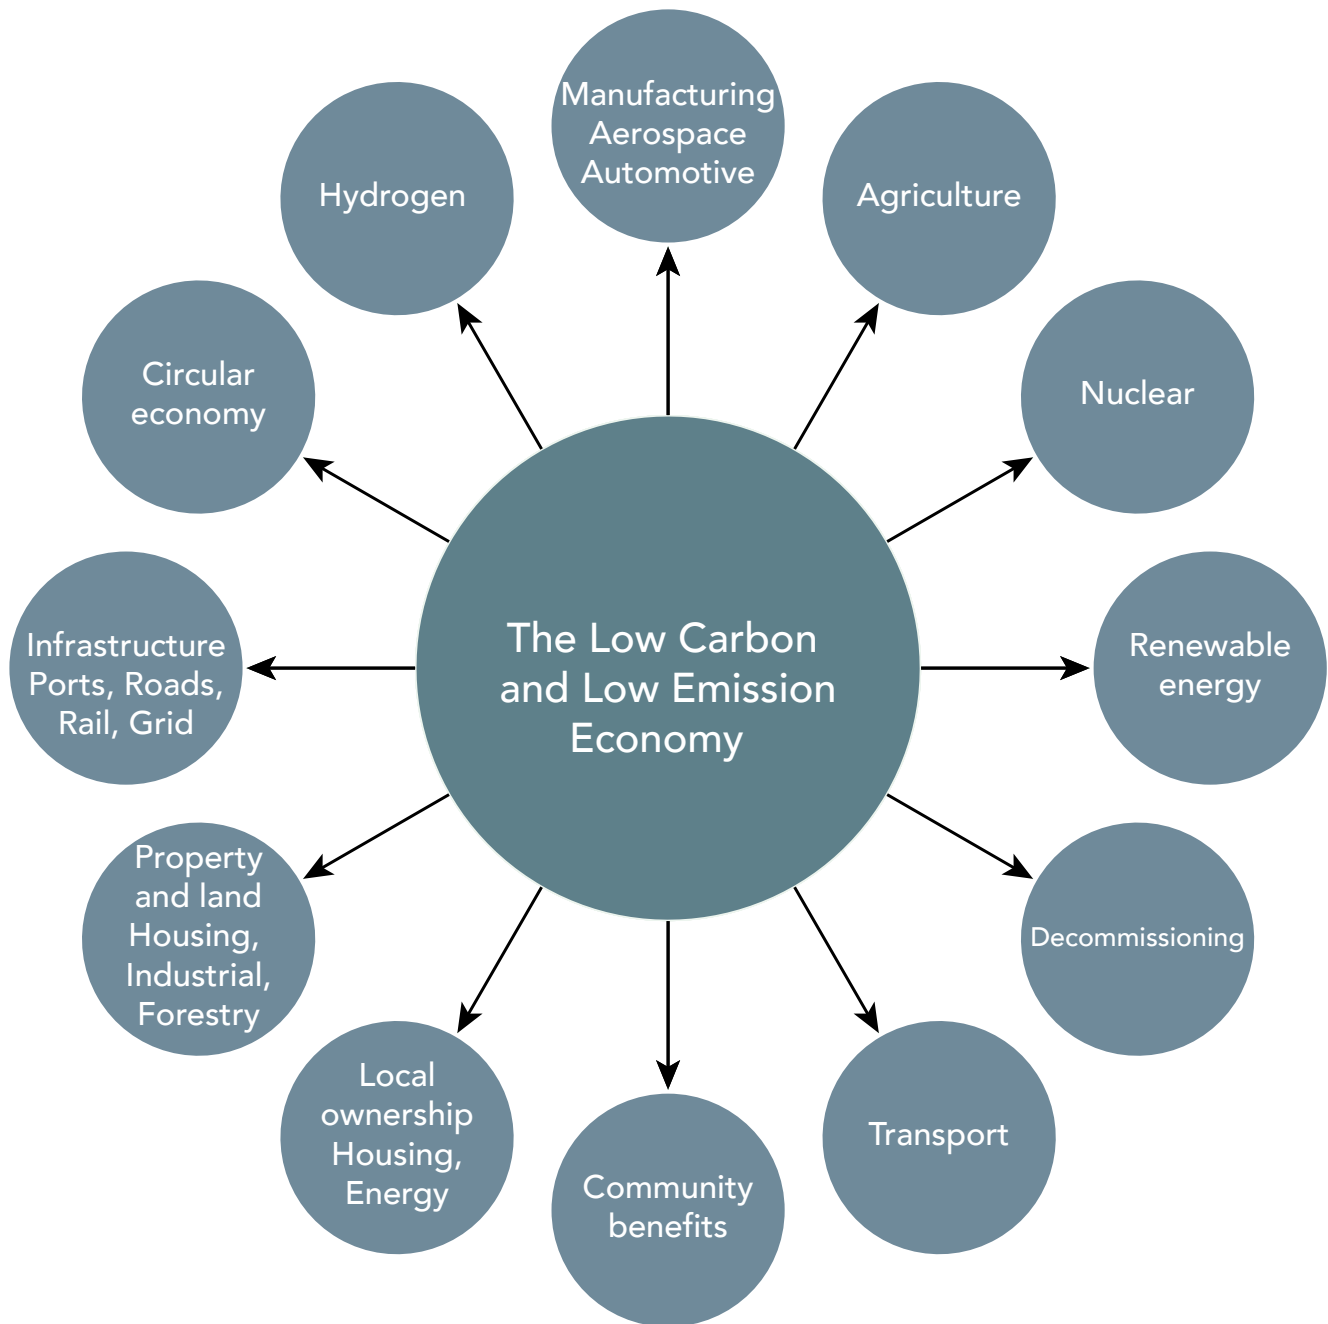 Manufacturing
Aerospace
Automotive
Agriculture
Nuclear
Renewable
energy
Decommissioning
Transport
Community
benefits
Local
ownership
Housing,
Energy
Property
and land
Housing,
Industrial,
Forestry
Infrastructure
Ports, Roads,
Rail, Grid
Circular
economy
Hydrogen
The Low Carbon
and Low Emission
Economy